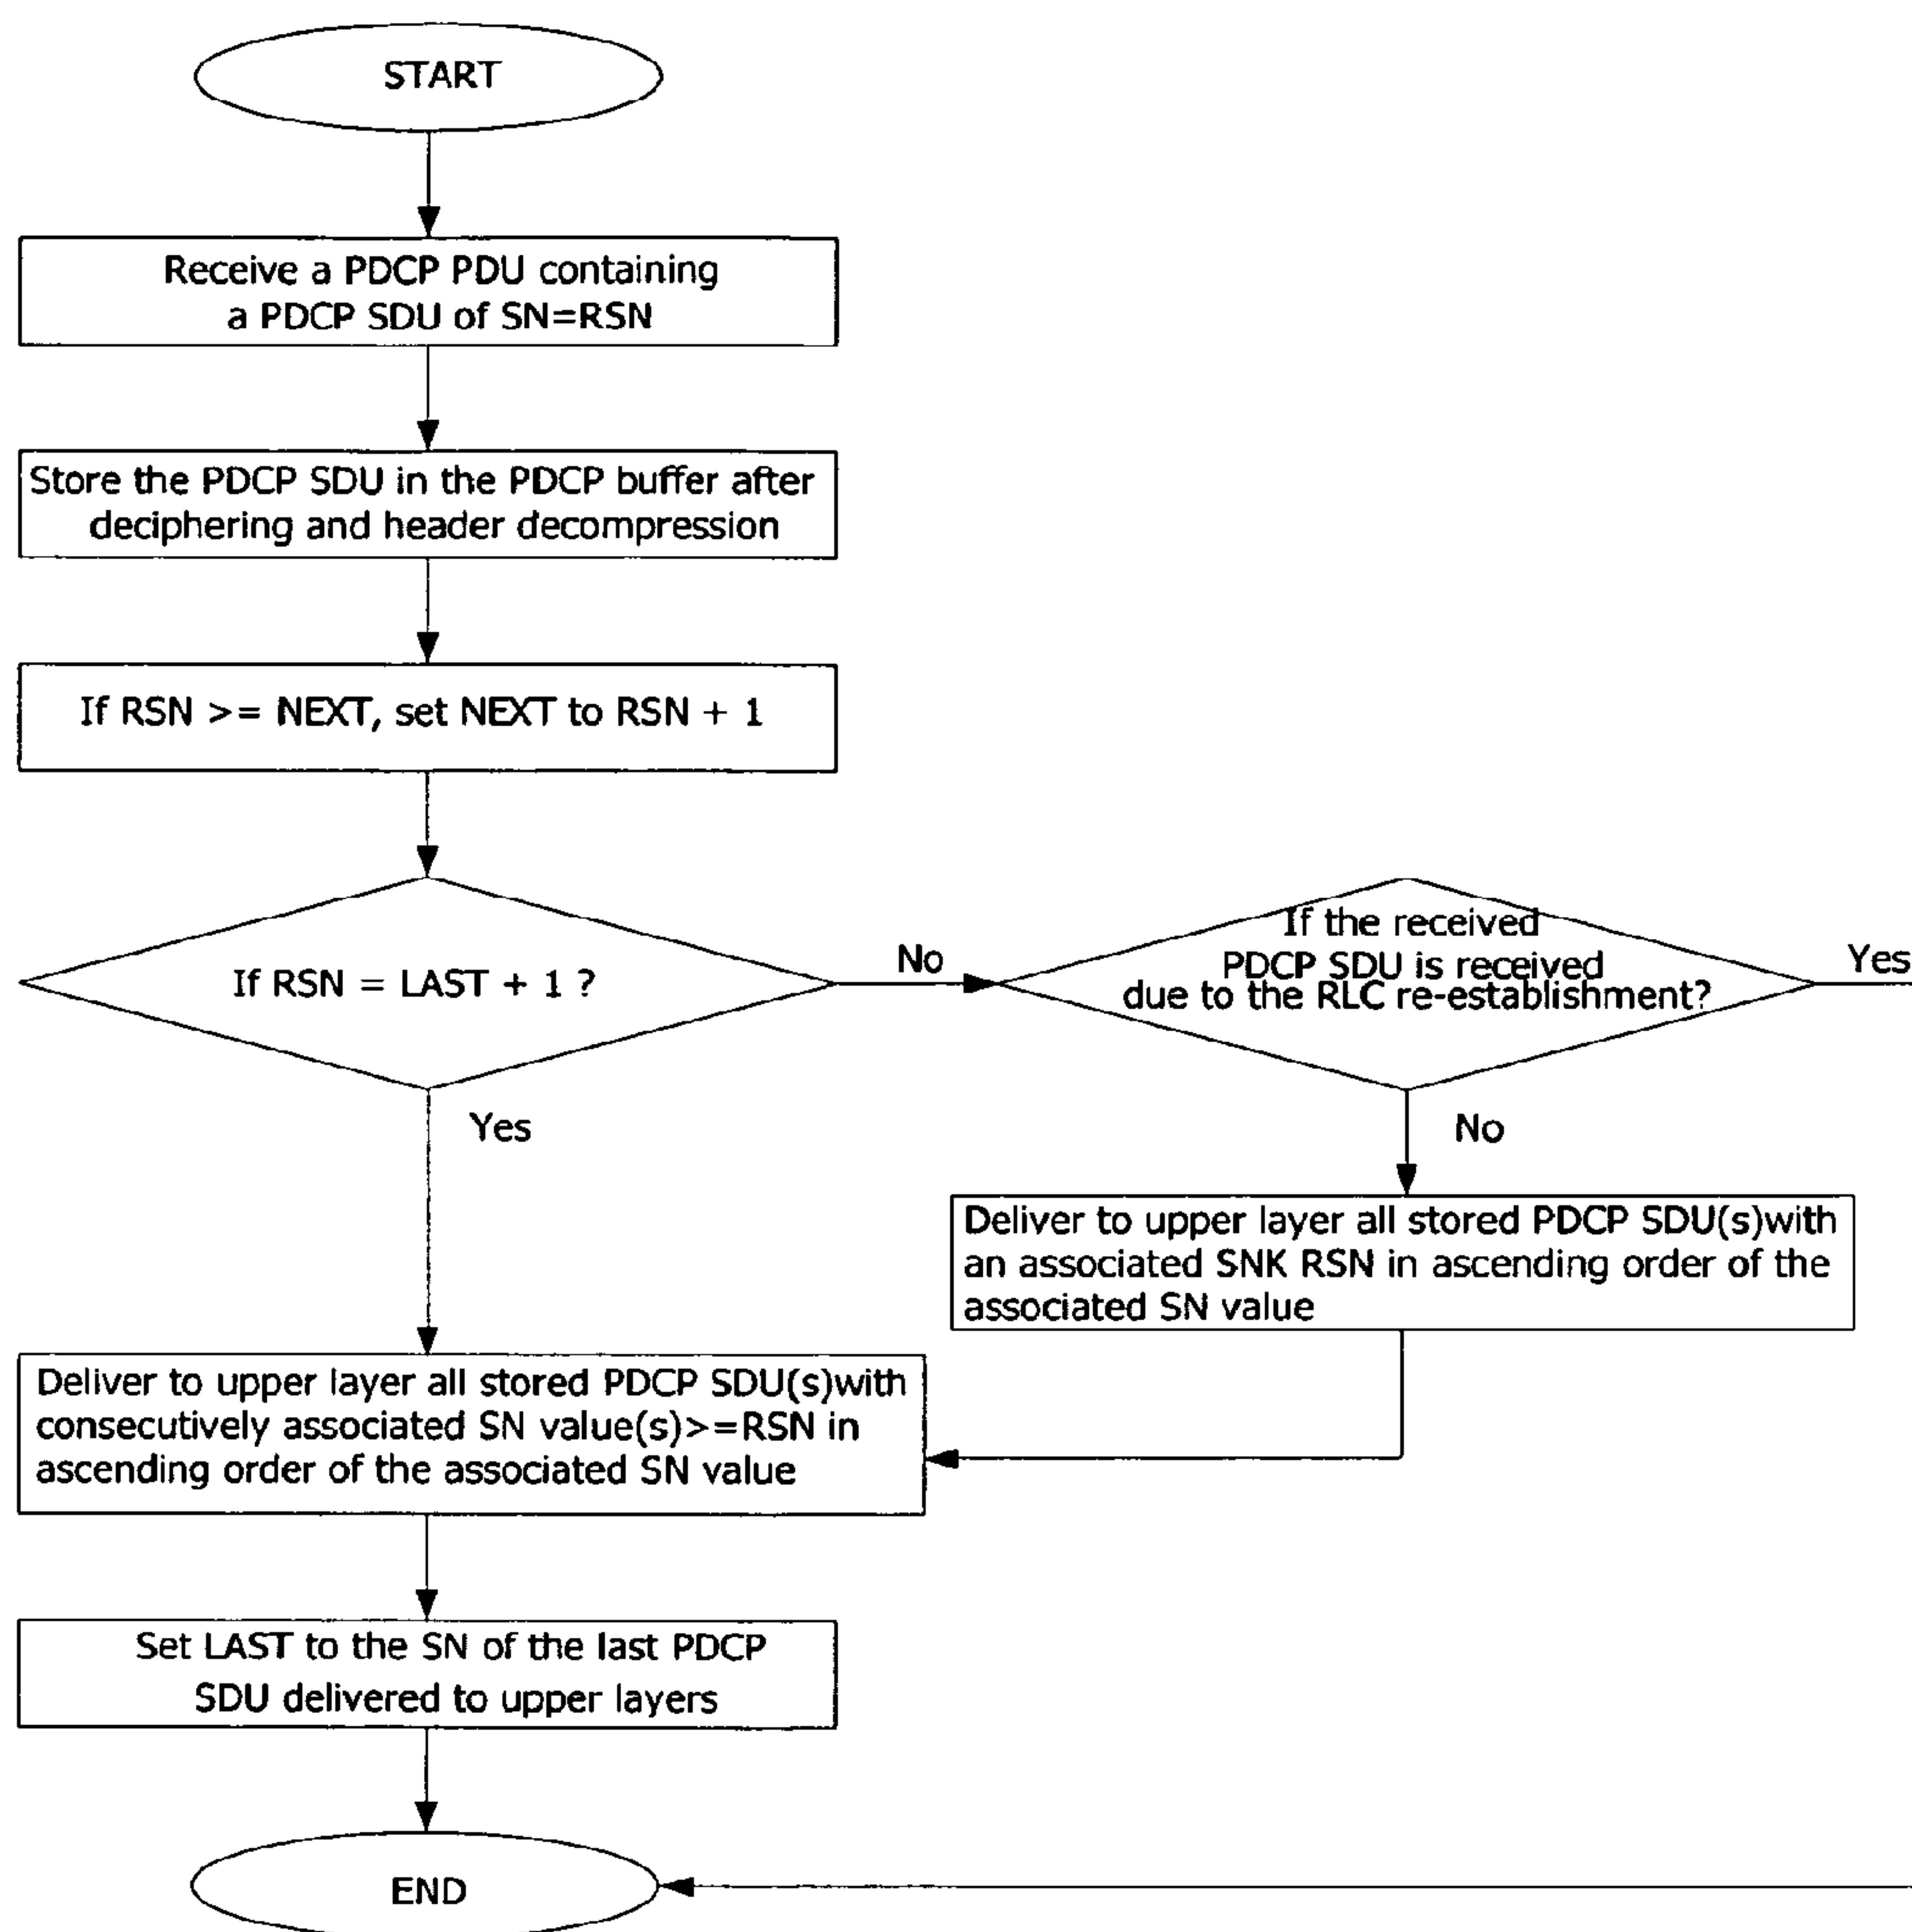 START
Receive a PDCP PDU containing
a PDCP SDU of SN=RSN
Store the PDCP SDU in the PDCP buffer after
deciphering and header decompression
If RSN >= NEXT, set NEXT to RSN + 1
If RSN = LAST + 1 ?
No
If the received
PDCP SDU is received
due to the RLC re-establishment?
Yes
Yes
No
Deliver to upper layer all stored PDCP SDU(s)with
an associated SNK RSN in ascending order of the
associated SN value
Deliver to upper layer all stored PDCP SDU(s)with
consecutively associated SN value(s)>=RSN in
ascending order of the associated SN value
Set LAST to the SN of the last PDCP
SDU delivered to upper layers
END